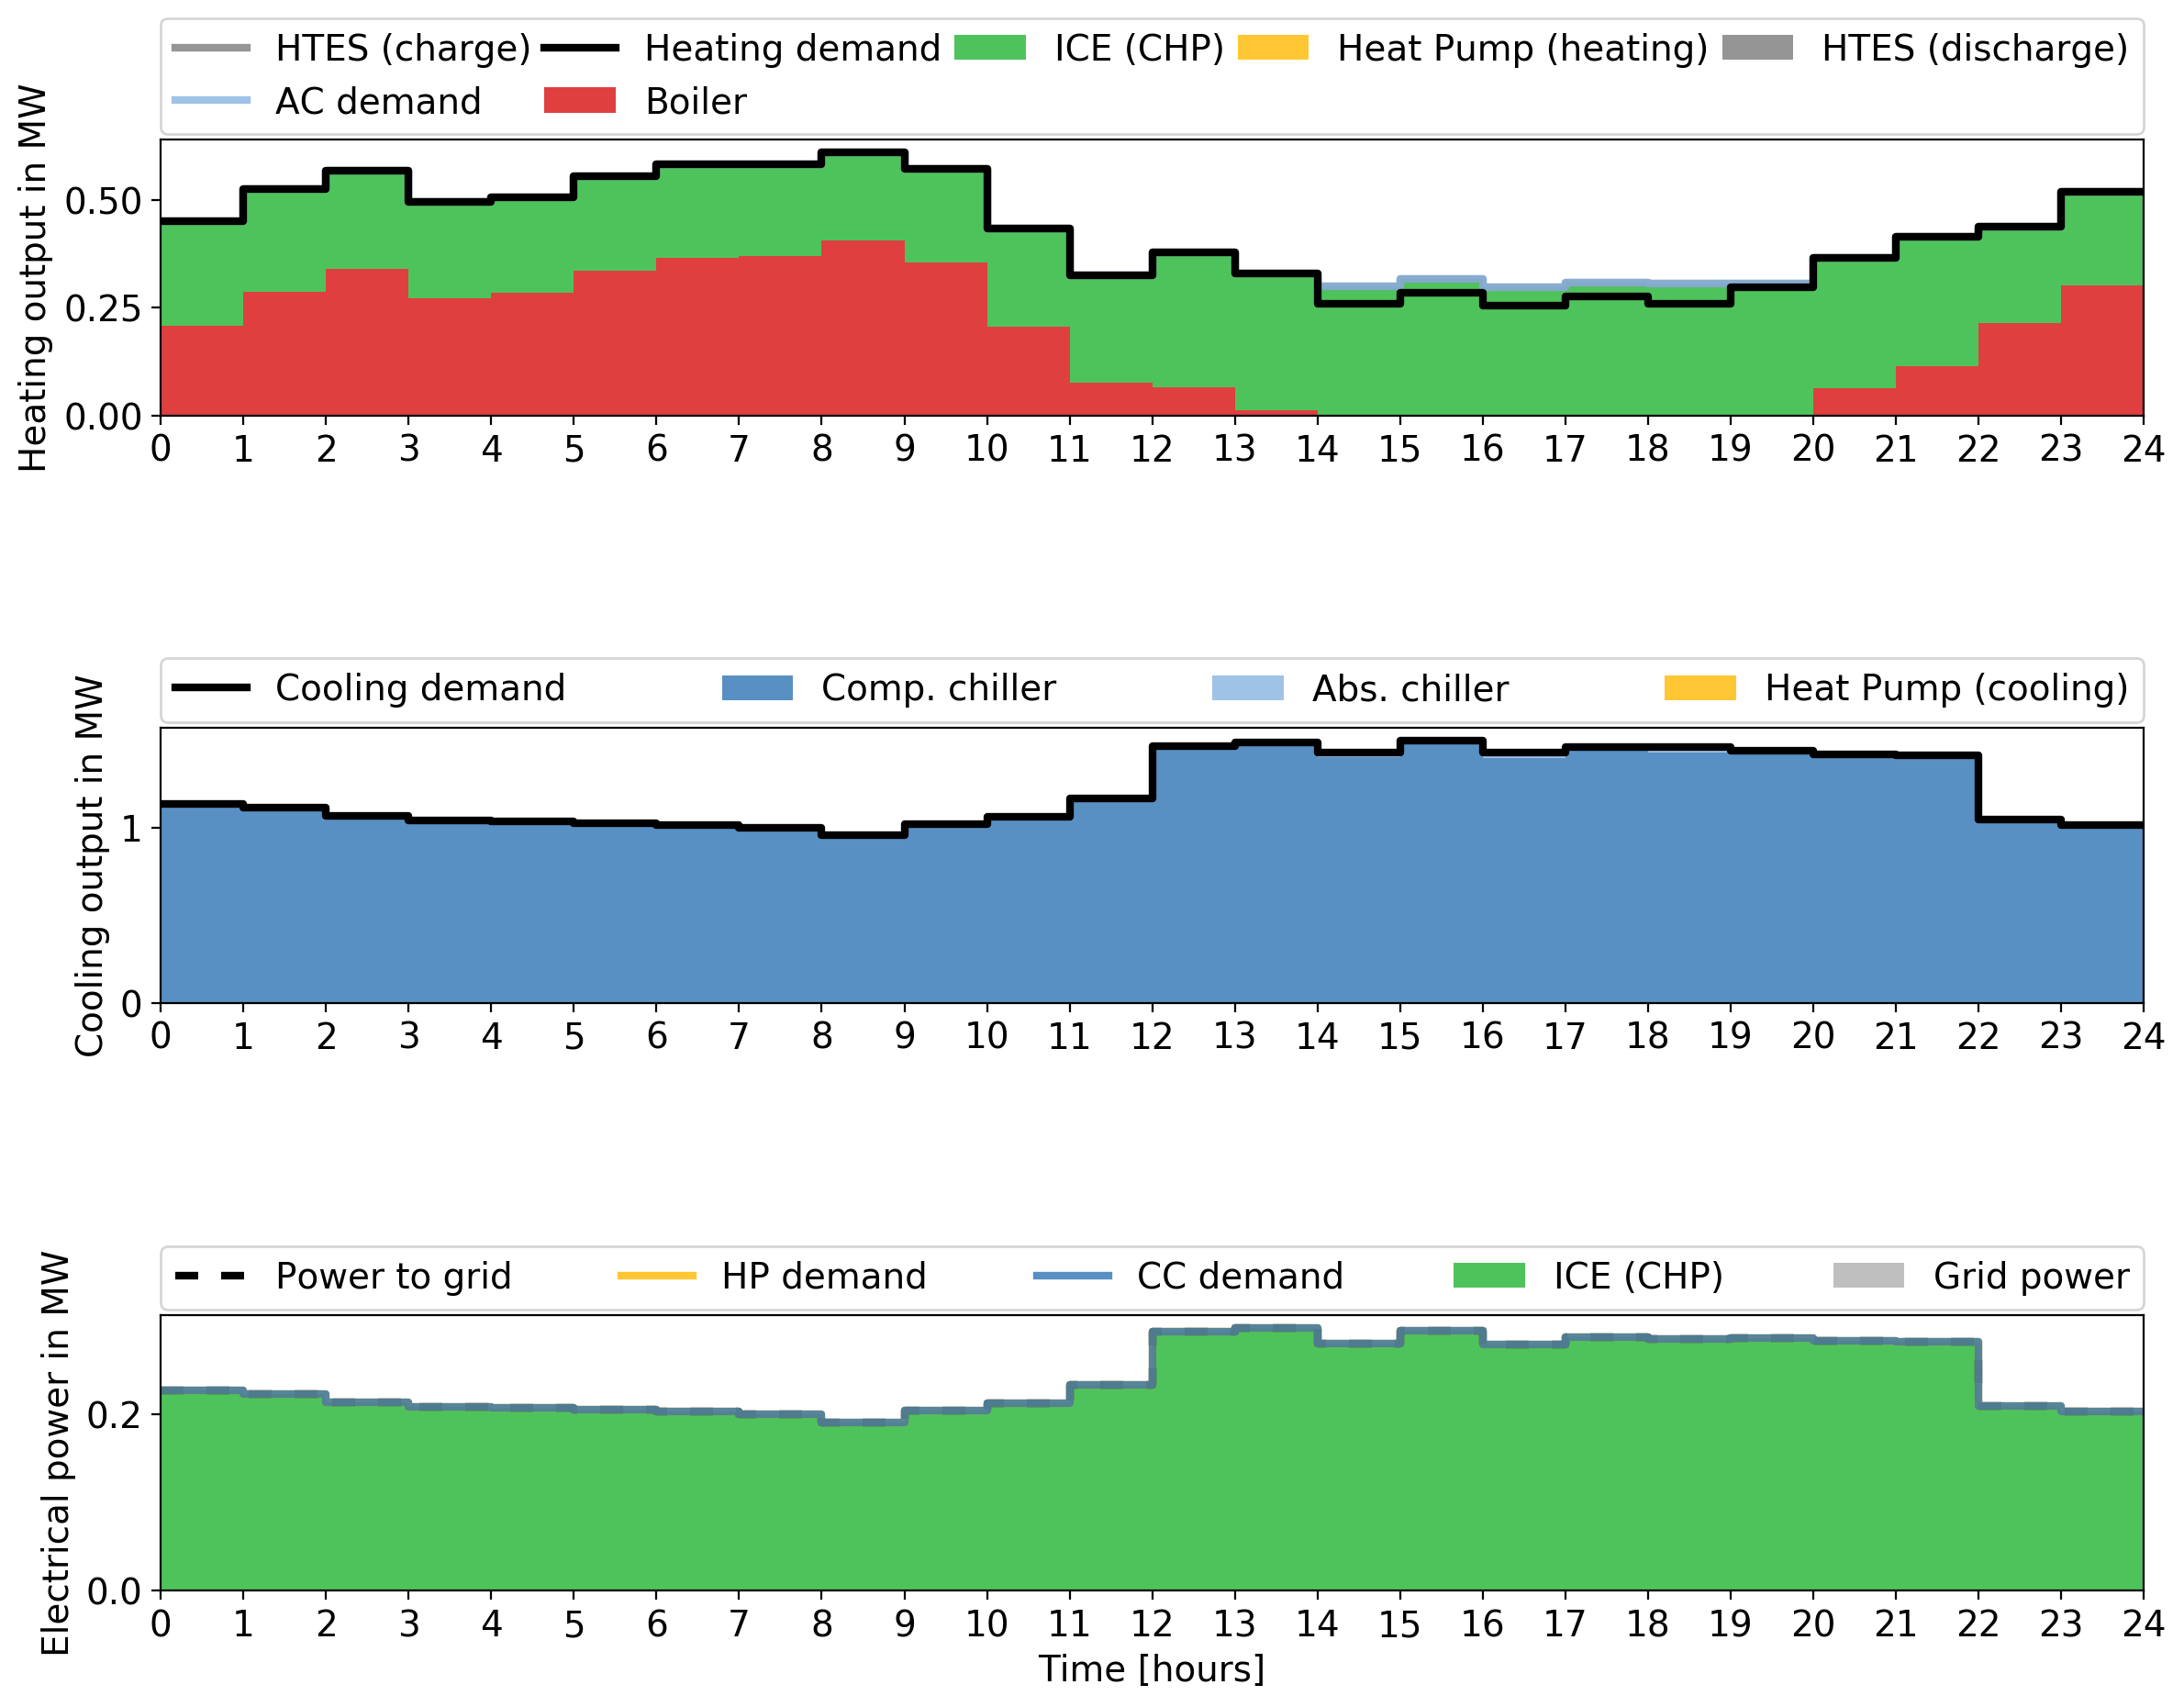 HTES (charge) Heating demand ICE (CHP) Heat Pump (heating) HTES (discharge)
AC demand Boiler
Heating output in MW
0.50
0.25
0.00
0 1 2 3 4 5 6 7 8 9 10 11 12 13 14 15 16 17 18 19 20 21 22 23 24
Cooling demand Comp. chiller Abs. chiller Heat Pump (cooling)
Cooling output in MW
1
0
0 1 2 3 4 5 6 7 8 9 10 11 12 13 14 15 16 17 18 19 20 21 22 23 24
Power to grid HP demand CC demand ICE (CHP) Grid power
Electrical power in MW
0.2
0.0
0 1 2 3 4 5 6 7 8 9 10 11 12 13 14 15 16 17 18 19 20 21 22 23 24
Time [hours]